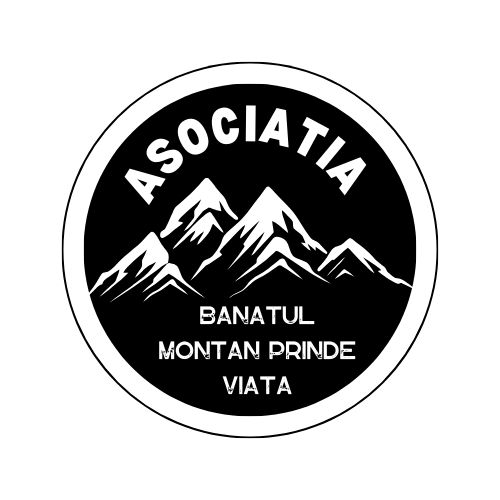 ASOCIATIA
BANATUL
MONTAN PRINDE
VIATA